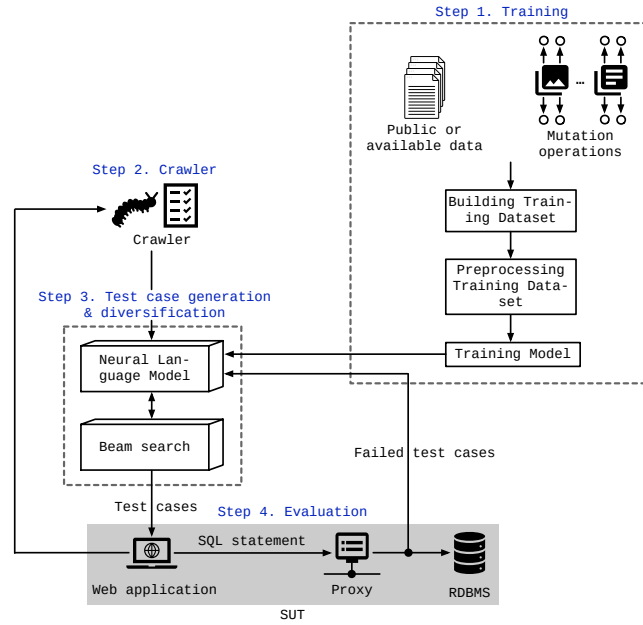 Step 1. Training
Public or
available data
...
Mutation
operations
Building Train-
ing Dataset
Preprocessing
Training Data-
set
Training Model
Step 2. Crawler
Crawler
Step 3. Test case generation
& diversification
Neural Lan-
guage Model
Beam search
Failed test cases
Test cases
Step 4. Evaluation
SQL statement
Web application
Proxy
RDBMS
SUT